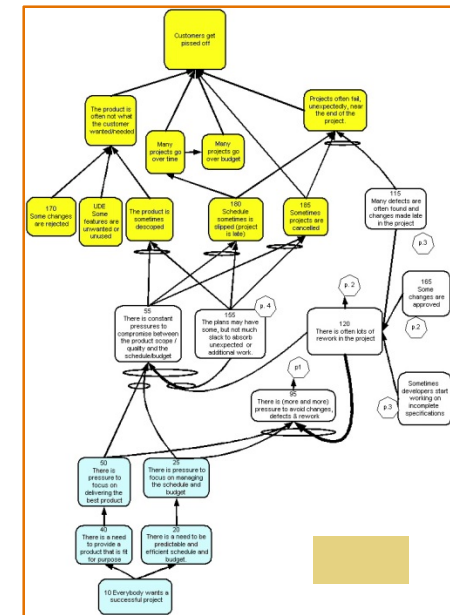 Customers get
pissed off
The product is
often not what
the customer
wanted/needed
Many
projects go
over time
Many
projects go
over budget
Projects often fail,
unexpectedly, near
the end of the
project.
170
Some changes
are rejected
UDE
Some
features are
unwanted or
unused
The product is
sometimes
descoped
180
Schedule
sometimes is
slipped (project
is late)
185
Sometimes
projects are
cancelled
115
Many defects are
often found and
changes made late
in the project
p.3
55
There is constant
pressures to
compromise between
the product scope /
quality and the
schedule/budget
155
The plans may have
some, but not much
slack to absorb
unexpected or
additional work.
p. 4
p. 2
120
There is often lots of
rework in the project
165
Some
changes are
approved
p.2
p1
95
There is (more and more)
pressure to avoid changes,
defects & rework
Sometimes
developers start
working on
incomplete
specifications
p.3
50
There is
pressure to
focus on
delivering the
best product
25
There is pressure to
focus on managing
the schedule and
budget
40
There is a need
to provide a
product that is fit
for purpose
20
There is a need to be
predictable and
efficient schedule and
budget.
10 Everybody wants a
successful project